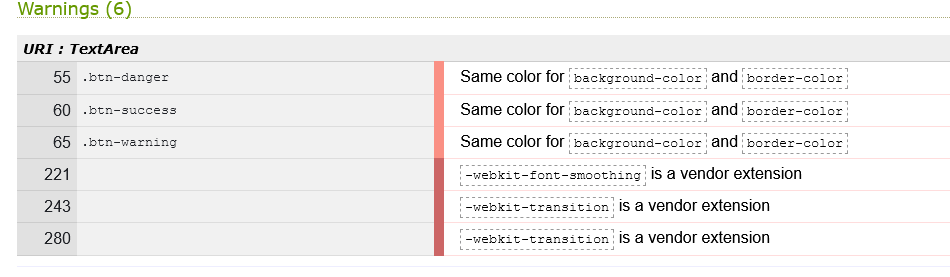 Warnings (6)
URI : TextArea
55 .btn-danger Same color for background-color and border-color
60 .btn-success Same color for background-color and border-color
65 .btn-warning Same color for background-color and border-color
221 -webkit-font-smoothing is a vendor extension
243 -webkit-transition is a vendor extension
280 -webkit-transition is a vendor extension